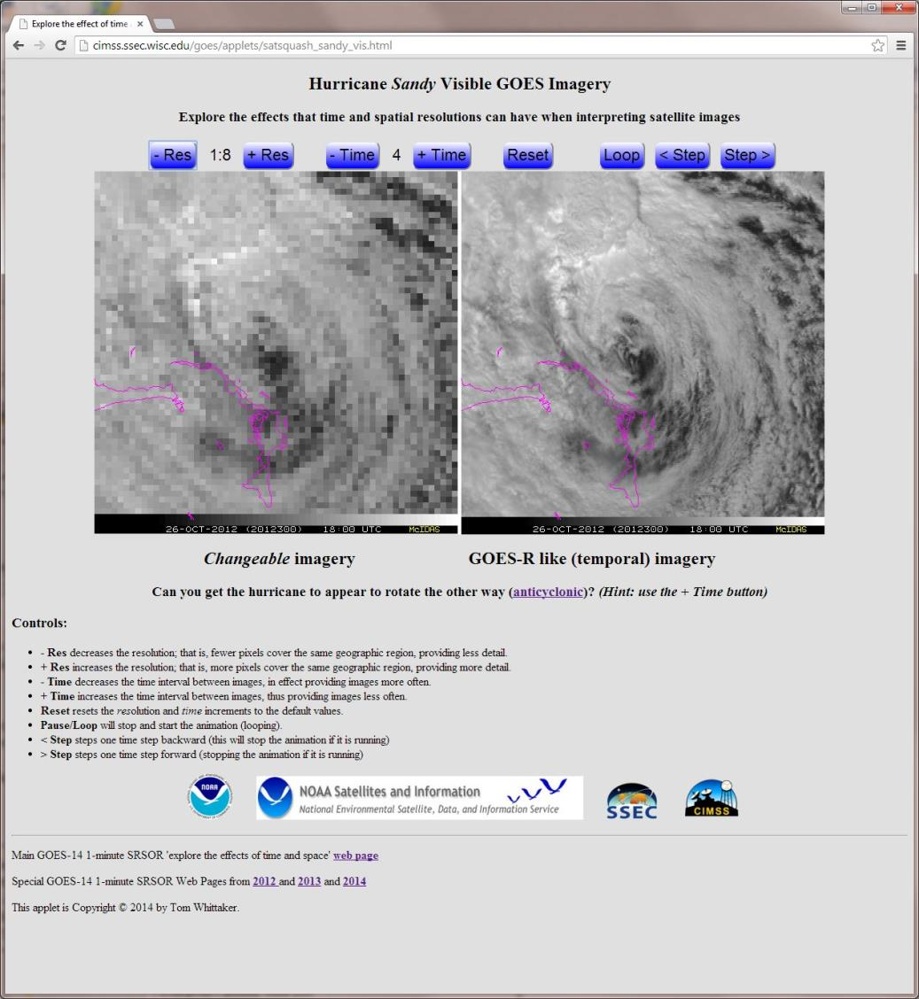 Explore the effect of time
cimss.ssec.wisc.edu/goes/applets/satsquash_sandy_vis.html
Hurricane Sandy Visible GOES Imagery
Explore the effects that time and spatial resolutions can have when interpreting satellite images
- Res 1:8 + Res - Time 4 + Time Reset Loop < Step Step >
26-OCT-2012 (2012300) 18:00 UTC McIDAS
26-OCT-2012 (2012300) 18:00 UTC McIDAS
Changeable imagery GOES-R like (temporal) imagery
Can you get the hurricane to appear to rotate the other way (anticyclonic)? (Hint: use the + Time button)
Controls:
• - Res decreases the resolution; that is, fewer pixels cover the same geographic region, providing less detail.
• + Res increases the resolution; that is, more pixels cover the same geographic region, providing more detail.
• - Time decreases the time interval between images, in effect providing images more often.
• + Time increases the time interval between images, thus providing images less often.
• Reset resets the resolution and time increments to the default values.
• Pause/Loop will stop and start the animation (looping).
• < Step steps one time step backward (this will stop the animation if it is running)
• > Step steps one time step forward (stopping the animation if it is running)
NOAA
NOAA Satellites and Information
National Environmental Satellite, Data, and Information Service
SSEC
CIMSS
Main GOES-14 1-minute SRSOR 'explore the effects of time and space' web page
Special GOES-14 1-minute SRSOR Web Pages from 2012 and 2013 and 2014
This applet is Copyright © 2014 by Tom Whittaker.